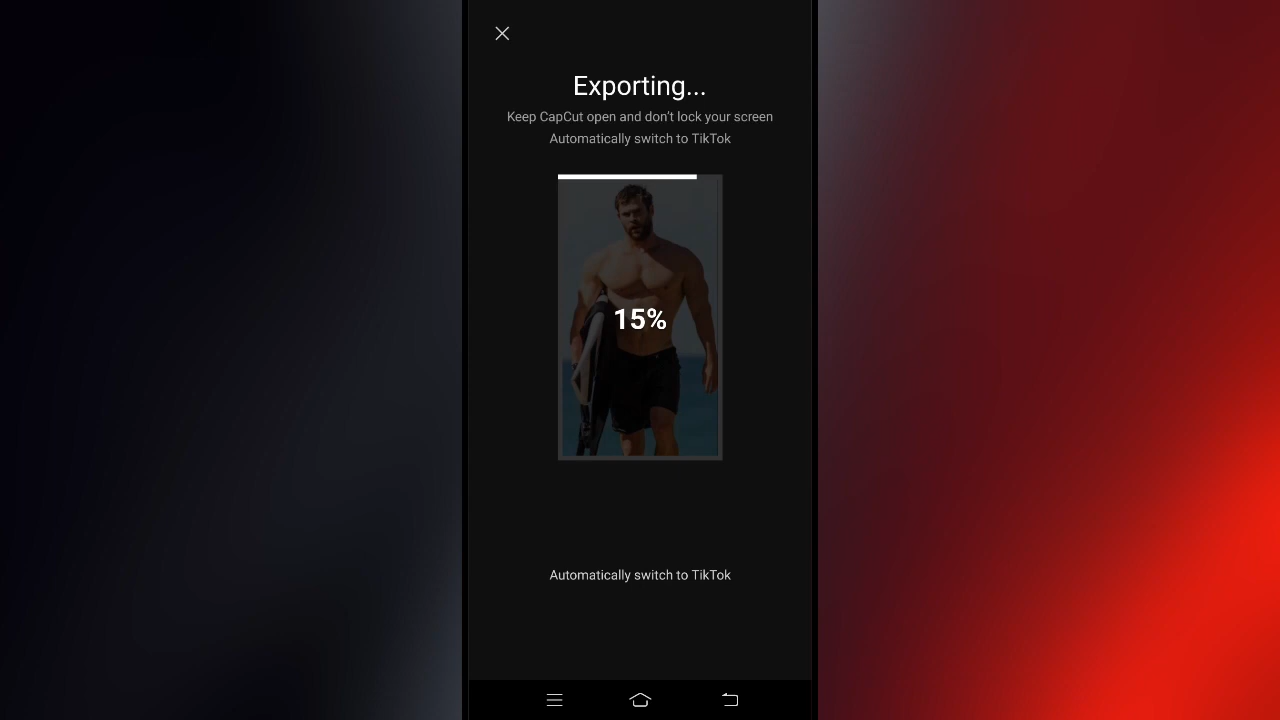 Exporting...
Keep CapCut open and don't lock your screen
Automatically switch to TikTok
15%
Automatically switch to TikTok